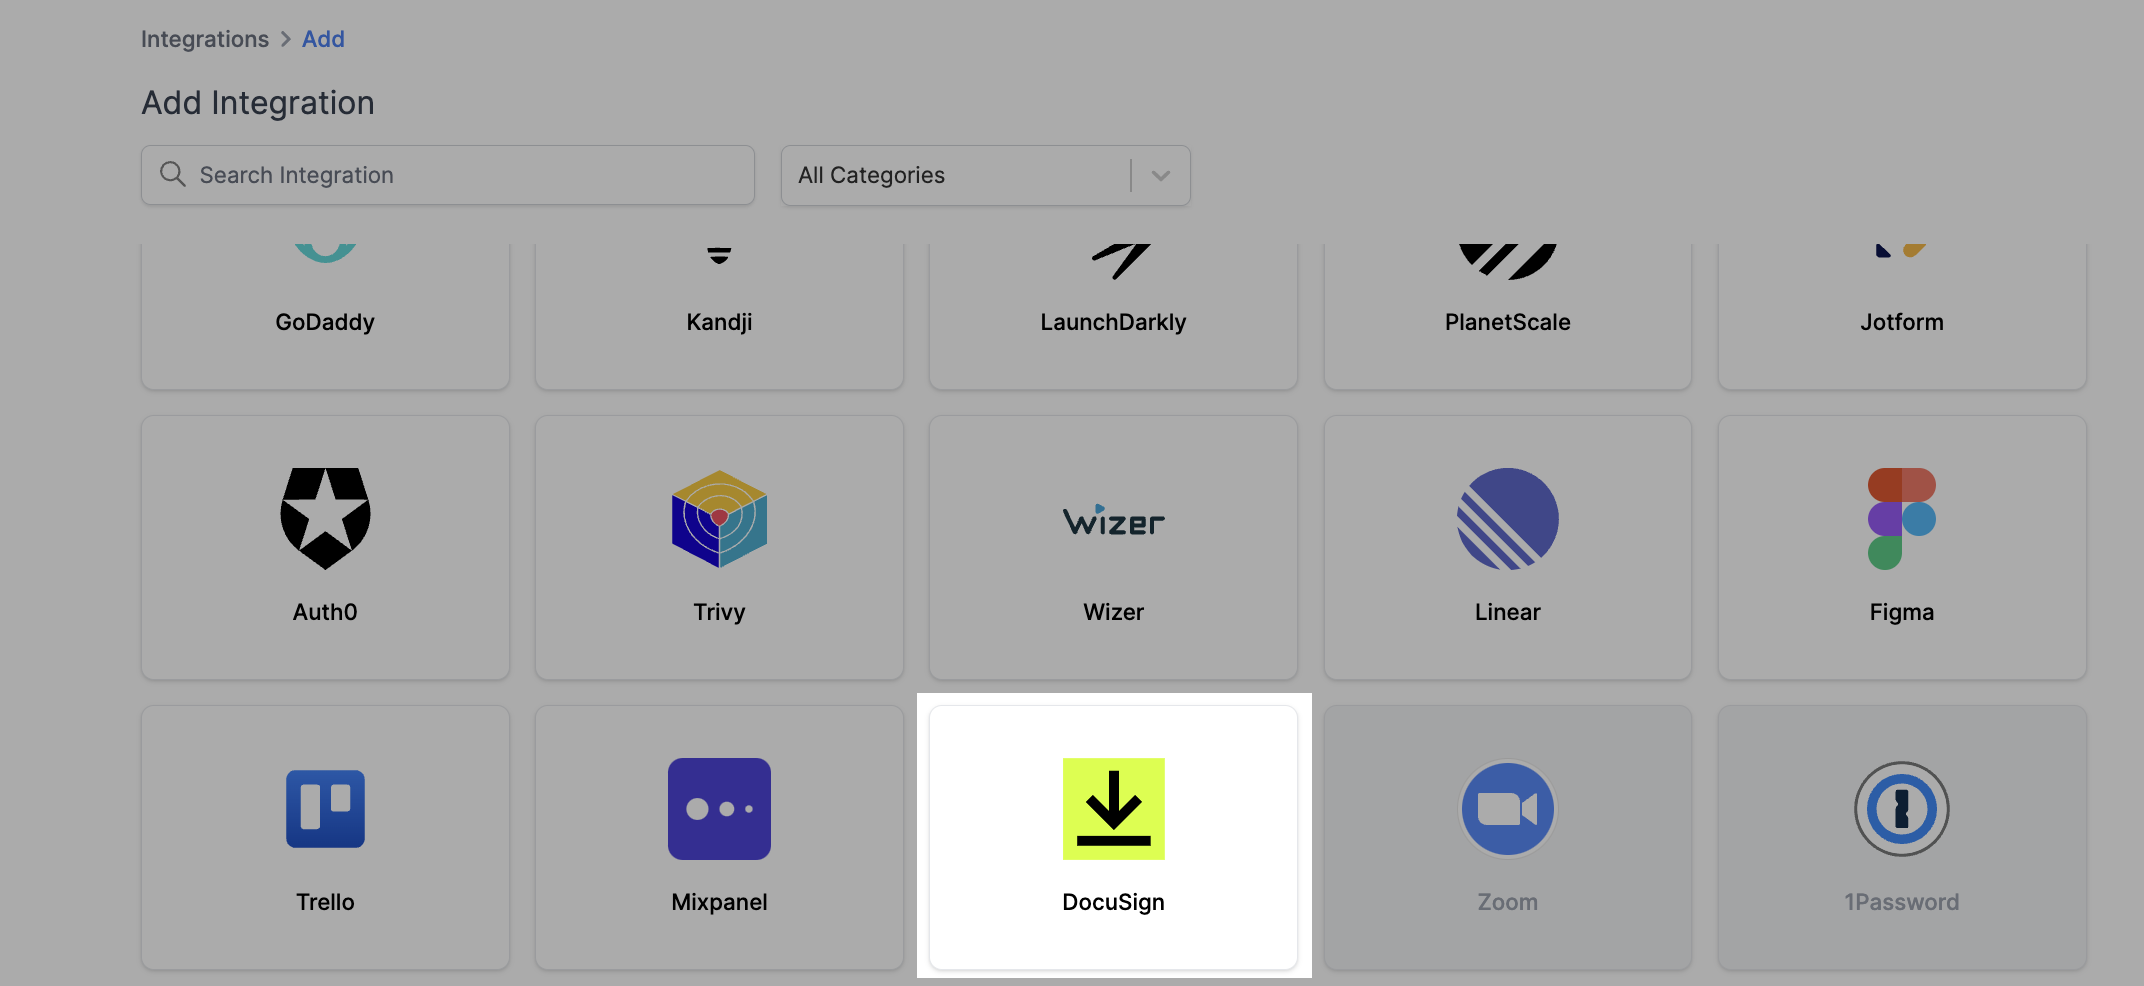 Integrations > Add
Add Integration
Search Integration
All Categories
GoDaddy
Kandji
LaunchDarkly
PlanetScale
Jotform
wizer
Auth0
Trivy
Wizer
Linear
Figma
Trello
Mixpanel
DocuSign
Zoom
1Password